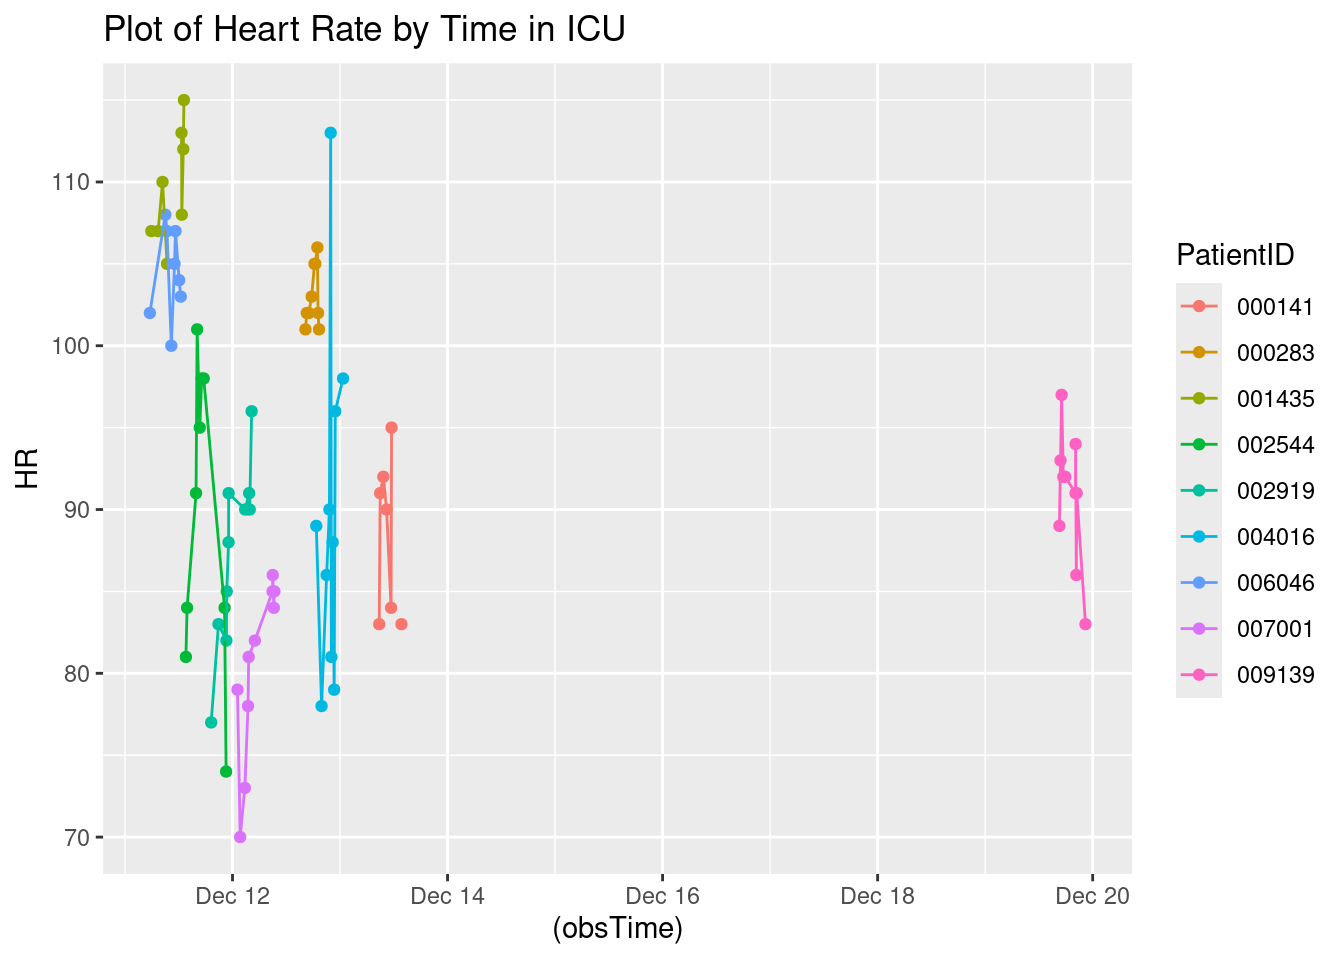 Plot of Heart Rate by Time in ICU
HR
110
100
90
80
70
Dec 12
Dec 14
Dec 16
Dec 18
Dec 20
(obsTime)
PatientID
000141
000283
001435
002544
002919
004016
006046
007001
009139